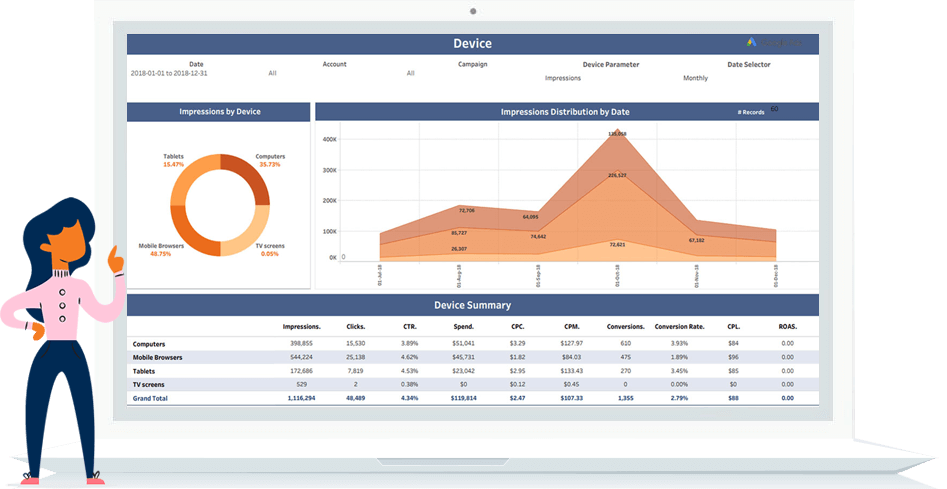 Device
Date Account Campaign Device Parameter Date Selector
2018-01-01 to 2018-12-31 All All Impressions Monthly
Impressions by Device
Tablets
15.47%
Computers
35.73%
Mobile Browsers
48.75%
TV screens
0.05%
Impressions Distribution by Date # Records 60
400K
300K
200K
100K
0K 0
72,708
64,095
226,527
74,642
67,192
26,307
72,621
01-Jul-18 01-Aug-18 01-Sep-18 01-Oct-18 01-Nov-18 01-Dec-18
Device Summary
Impressions. Clicks. CTR. Spend. CPC. CPM. Conversions. Conversion Rate. CPL. ROAS.
Computers 398,855 15,530 3.89% $51,041 $3.29 $127.97 610 3.93% $84 0.00
Mobile Browsers 544,224 25,138 4.62% $45,731 $1.82 $84.03 475 1.89% $96 0.00
Tablets 172,686 7,819 4.53% $23,042 $2.95 $133.43 270 3.45% $85 0.00
TV screens 529 2 0.38% $0 $0.12 $0.45 0 0.00% $0 0.00
Grand Total 1,116,294 48,489 4.34% $119,814 $2.47 $107.33 1,355 2.79% $88 0.00